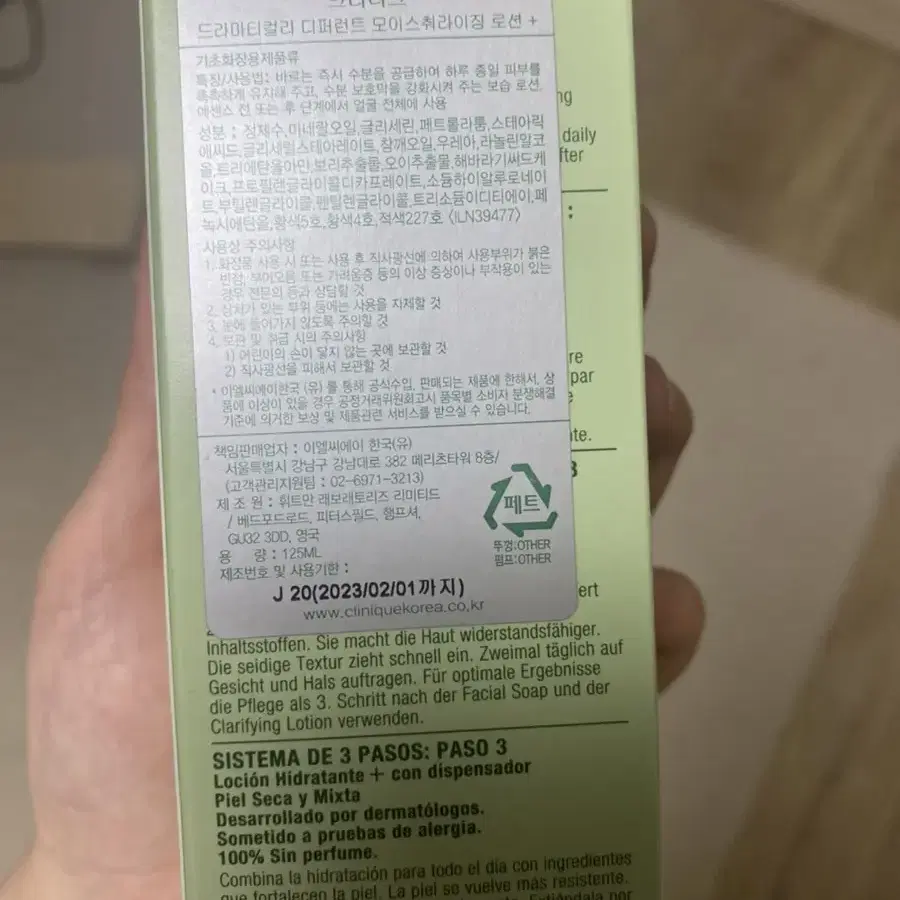 드라마티컬리 디퍼런트 모이스춰라이징 로션 +
기초화장용제품류
특징/사용법: 바르는 즉시 수분을 공급하여 하루 종일 피부를
촉촉하게 유지해 주고, 수분 보호막을 강화시켜 주는 보습 로션.
에센스 전 또는 후 단계에서 얼굴 전체에 사용
성분 : 정제수,미네랄오일,글리세린,페트롤라툼,스테아릭
애씨드,글리세릴스테아레이트,참깨오일,우레아,라놀린알코
올,트리에탄올아민,보리추출물,오이추출물,해바라기씨드케
이크,프로필렌글라이콜디카프레이트,소듐하이알루로네이
트,부틸렌글라이콜,펜틸렌글라이콜,트리소듐이디티에이,페
녹시에탄올,황색5호,황색4호,적색227호 <ILN39477>
사용상 주의사항
1. 화장품 사용 시 또는 사용 후 직사광선에 의하여 사용부위가 붉은
반점, 부어오름 또는 가려움증 등의 이상 증상이나 부작용이 있는
경우 전문의 등과 상담할 것
2. 상처가 있는 부위 등에는 사용을 자제할 것
3. 눈에 들어가지 않도록 주의할 것
4. 보관 및 취급 시의 주의사항
1) 어린이의 손이 닿지 않는 곳에 보관할 것
2) 직사광선을 피해서 보관할 것
* 이엘씨에이한국 (유) 를 통해 공식수입, 판매되는 제품에 한해서, 상
품에 이상이 있을 경우 공정거래위원회고시 품목별 소비자 분쟁해결
기준에 의거한 보상 및 제품관련 서비스를 받으실 수 있습니다.
책임판매업자 : 이엘씨에이 한국(유)
서울특별시 강남구 강남대로 382 메리츠타워 8층/
(고객관리지원팀 : 02-6971-3213)
제 조 원 : 휘트만 래보래토리즈 리미티드
/ 베드포드로드, 피터스필드, 햄프셔,
GU32 3DD, 영국
용 량 : 125ML
제조번호 및 사용기한 :
J 20(2023/02/01까지)
www.cliniquekorea.co.kr
페트
뚜껑:OTHER
펌프:OTHER
ng
daily
fter
:
re
par
te.
3
ert
Inhaltsstoffen. Sie macht die Haut widerstandsfähiger.
Die seidige Textur zieht schnell ein. Zweimal täglich auf
Gesicht und Hals auftragen. Für optimale Ergebnisse
die Pflege als 3. Schritt nach der Facial Soap und der
Clarifying Lotion verwenden.
SISTEMA DE 3 PASOS: PASO 3
Loción Hidratante + con dispensador
Piel Seca y Mixta
Desarrollado por dermatólogos.
Sometido a pruebas de alergia.
100% Sin perfume.
Combina la hidratación para todo el día con ingredientes
que fortalecen la piel. La piel se vuelve más resistente.
Extiéndala por